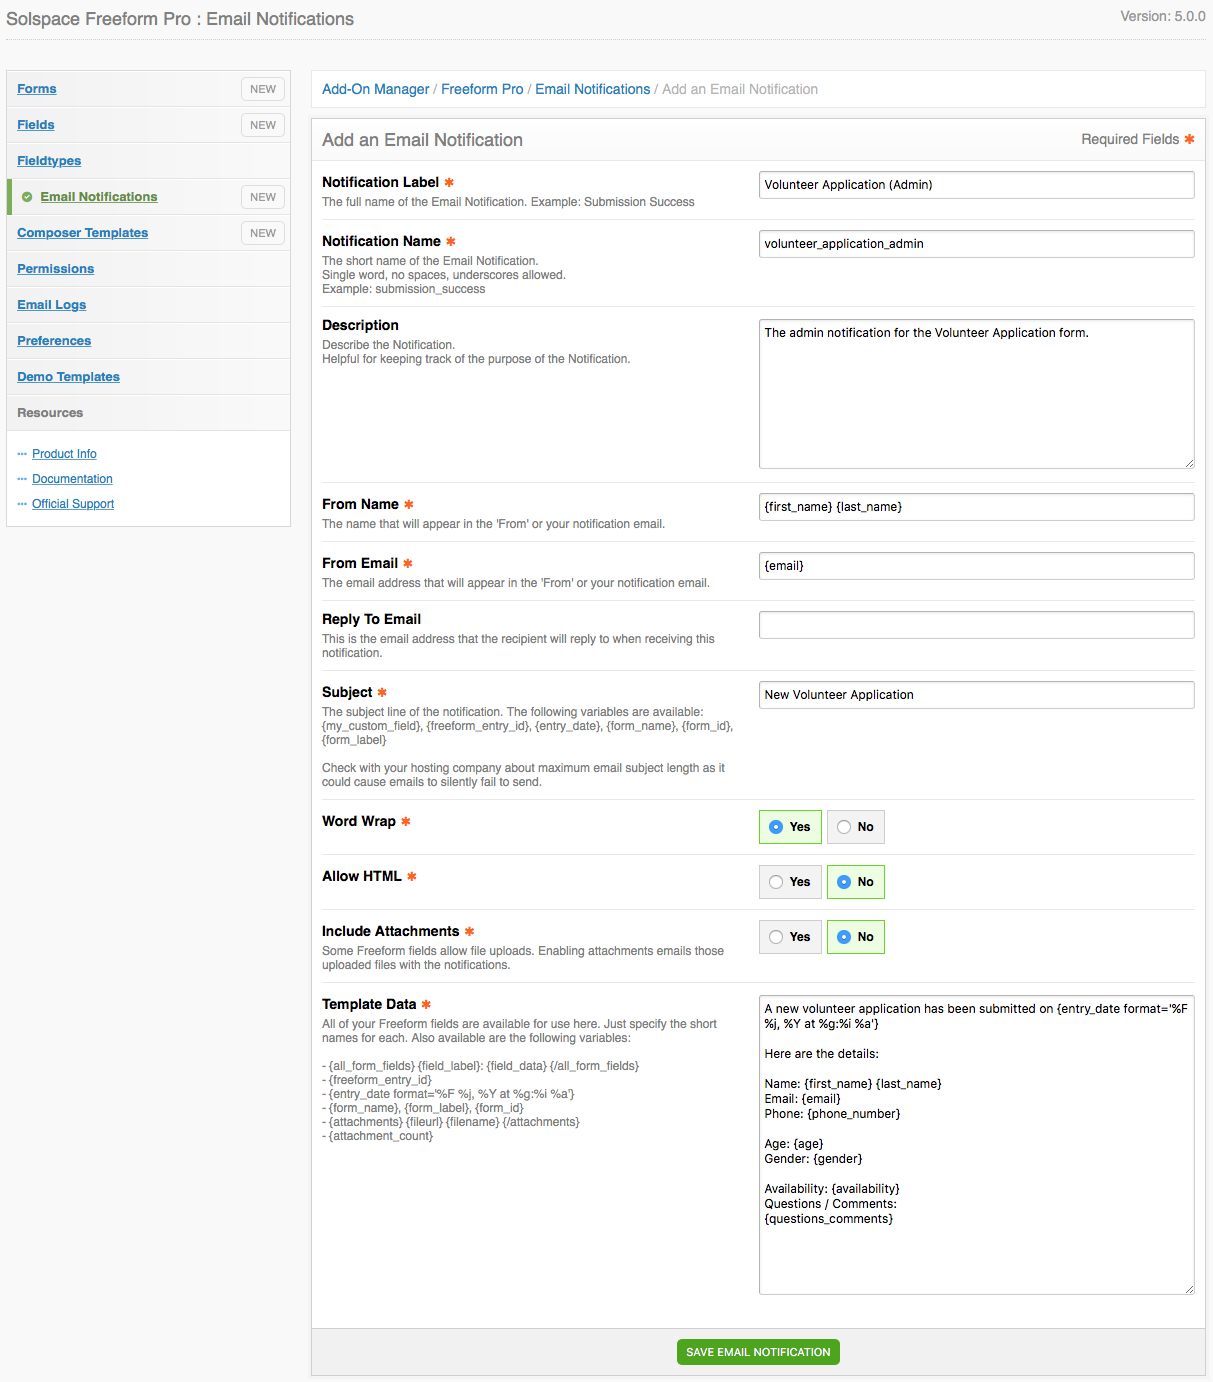 Solspace Freeform Pro : Email Notifications
Version: 5.0.0
Forms
NEW
Fields
NEW
Fieldtypes
Email Notifications
NEW
Composer Templates
NEW
Permissions
Email Logs
Preferences
Demo Templates
Resources
Product Info
Documentation
Official Support
Add-On Manager / Freeform Pro / Email Notifications / Add an Email Notification
Add an Email Notification
Required Fields ✱
Notification Label ✱
The full name of the Email Notification. Example: Submission Success
Volunteer Application (Admin)
Notification Name ✱
The short name of the Email Notification.
Single word, no spaces, underscores allowed.
Example: submission_success
volunteer_application_admin
Description
Describe the Notification.
Helpful for keeping track of the purpose of the Notification.
The admin notification for the Volunteer Application form.
From Name ✱
The name that will appear in the 'From' or your notification email.
{first_name} {last_name}
From Email ✱
The email address that will appear in the 'From' or your notification email.
{email}
Reply To Email
This is the email address that the recipient will reply to when receiving this
notification.
Subject ✱
The subject line of the notification. The following variables are available:
{my_custom_field}, {freeform_entry_id}, {entry_date}, {form_name}, {form_id},
{form_label}
Check with your hosting company about maximum email subject length as it
could cause emails to silently fail to send.
New Volunteer Application
Word Wrap ✱
Yes No
Allow HTML ✱
Yes No
Include Attachments ✱
Some Freeform fields allow file uploads. Enabling attachments emails those
uploaded files with the notifications.
Yes No
Template Data ✱
All of your Freeform fields are available for use here. Just specify the short
names for each. Also available are the following variables:
- {all_form_fields} {field_label}: {field_data} {/all_form_fields}
- {freeform_entry_id}
- {entry_date format='%F %j, %Y at %g:%i %a'}
- {form_name}, {form_label}, {form_id}
- {attachments} {fileurl} {filename} {/attachments}
- {attachment_count}
A new volunteer application has been submitted on {entry_date format='%F
%j, %Y at %g:%i %a'}
Here are the details:
Name: {first_name} {last_name}
Email: {email}
Phone: {phone_number}
Age: {age}
Gender: {gender}
Availability: {availability}
Questions / Comments:
{questions_comments}
SAVE EMAIL NOTIFICATION